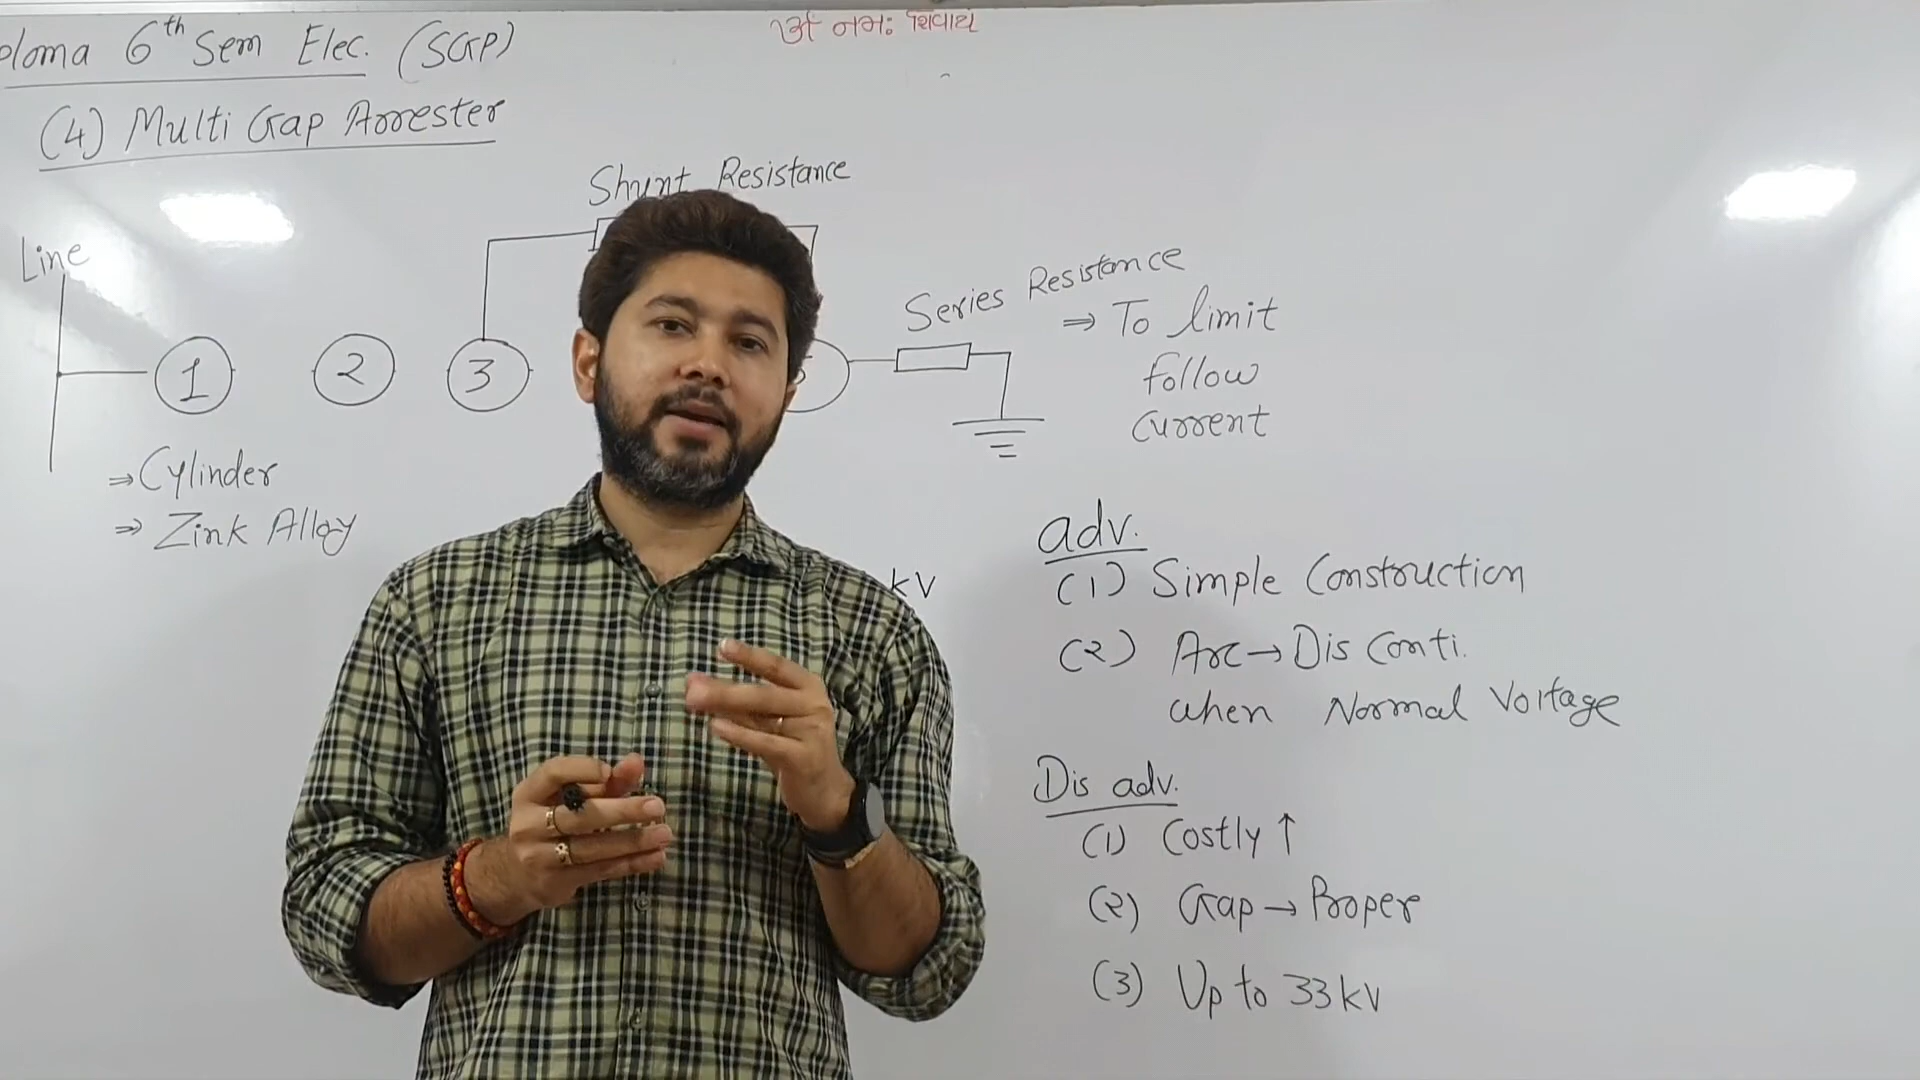 ॐ नमः शिवाय
ploma 6th Sem Elec. (SGP)
(4) Multi Gap Arrester
Shunt Resistance
Line
Series Resistance
⇒ To limit
follow
current
1 2 3
⇒ Cylinder
⇒ Zink Alloy
kV
adv.
(1) Simple Construction
(2) Arc → Dis Conti.
when Normal Voltage
Dis adv.
(1) Costly ↑
(2) Gap → Proper
(3) Up to 33 kV